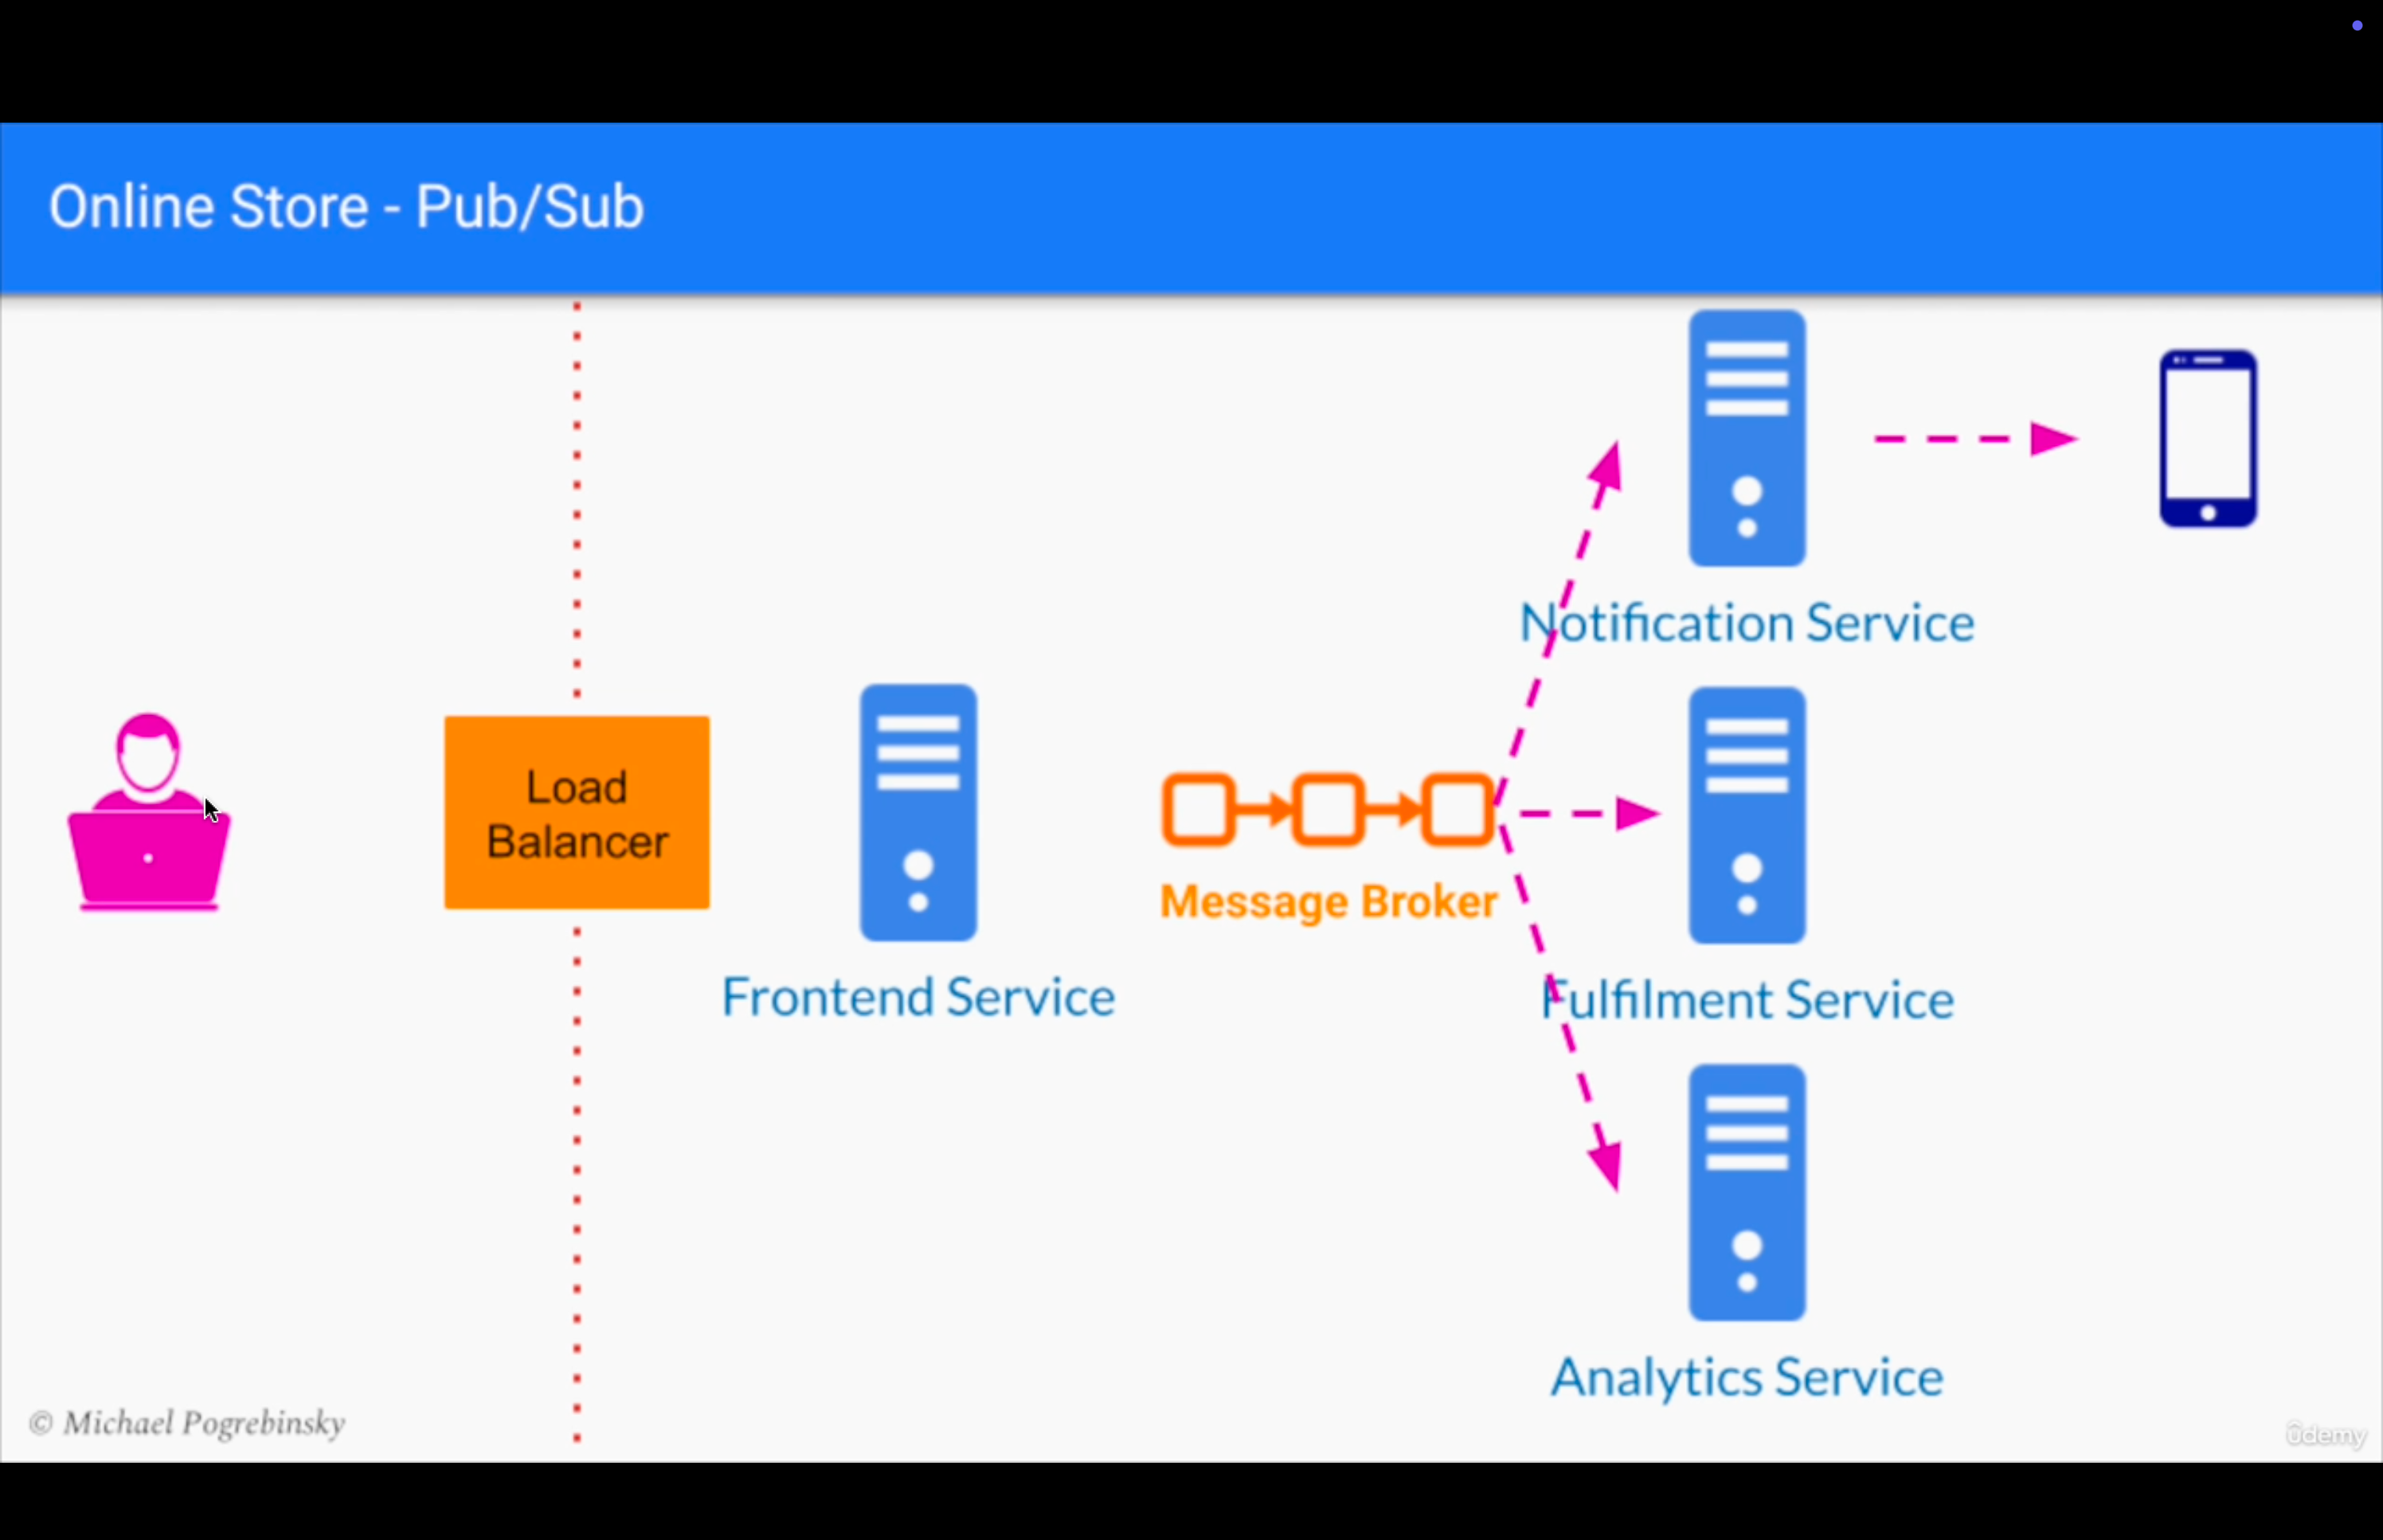 Online Store - Pub/Sub
Notification Service
Load
Balancer
Message Broker
Frontend Service
Fulfilment Service
Analytics Service
© Michael Pogrebinsky
ûdemy